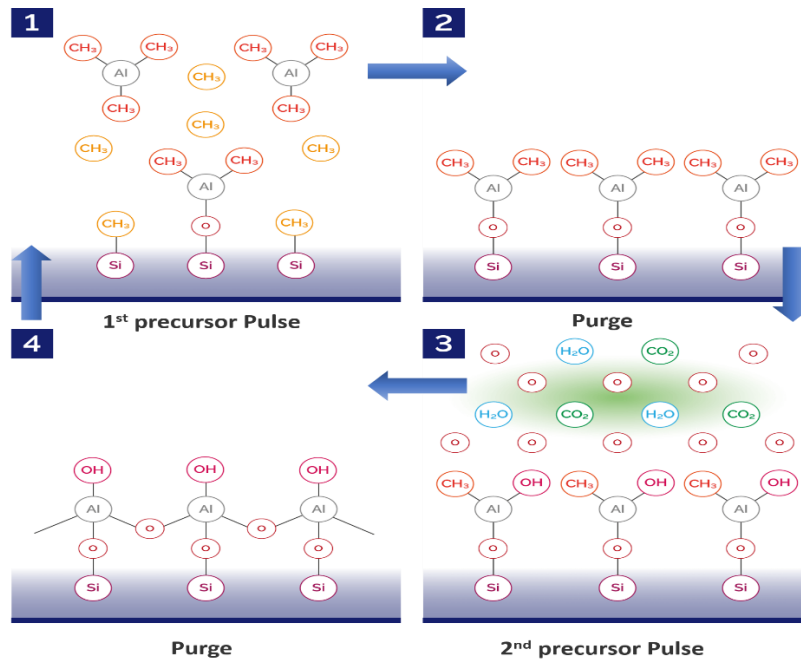 1
CH₃ CH₃ CH₃ CH₃
Al CH₃ Al
CH₃ CH₃
CH₃
CH₃ CH₃ CH₃ CH₃
Al
CH₃ O CH₃
Si Si Si
1st precursor Pulse
2
CH₃ CH₃ CH₃ CH₃ CH₃ CH₃
Al Al Al
O O O
Si Si Si
Purge
3
O H₂O CO₂ O
O O O
H₂O CO₂ H₂O CO₂
O O O O O
CH₃ OH CH₃ OH CH₃ OH
Al Al Al
O O O
Si Si Si
2nd precursor Pulse
4
OH OH OH
Al Al Al
O O
O O O
Si Si Si
Purge